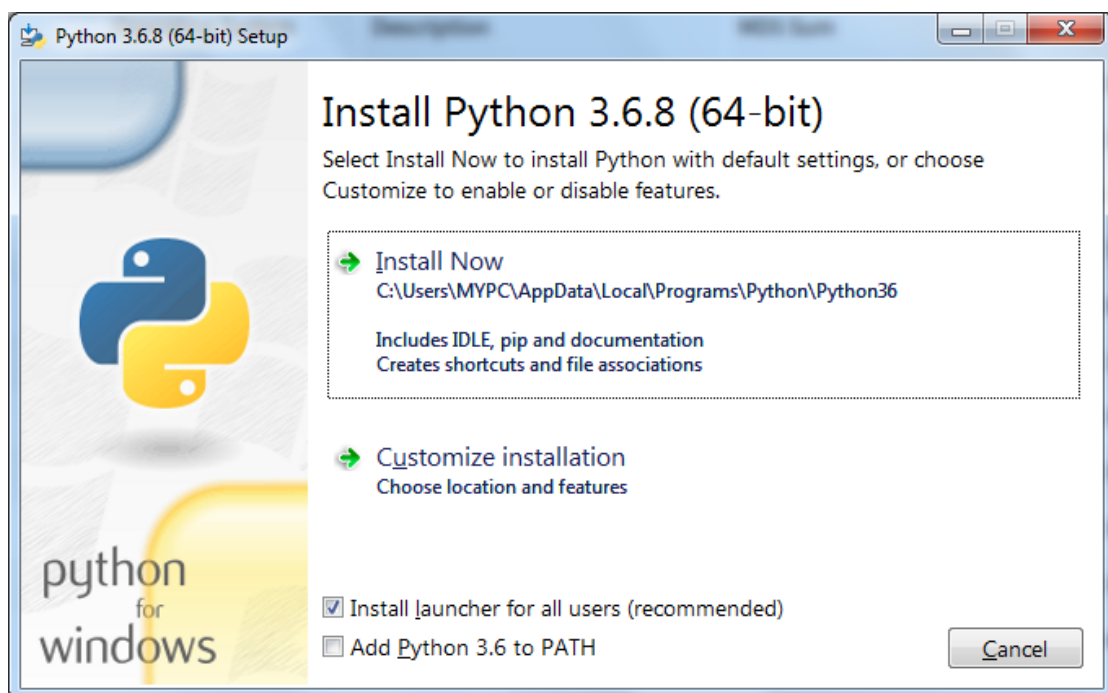 Python 3.6.8 (64-bit) Setup
Description
MD5 Sum
Install Python 3.6.8 (64-bit)
Select Install Now to install Python with default settings, or choose
Customize to enable or disable features.
Install Now
C:\Users\MYPC\AppData\Local\Programs\Python\Python36
Includes IDLE, pip and documentation
Creates shortcuts and file associations
Customize installation
Choose location and features
python
for
windows
Install launcher for all users (recommended)
Add Python 3.6 to PATH
Cancel